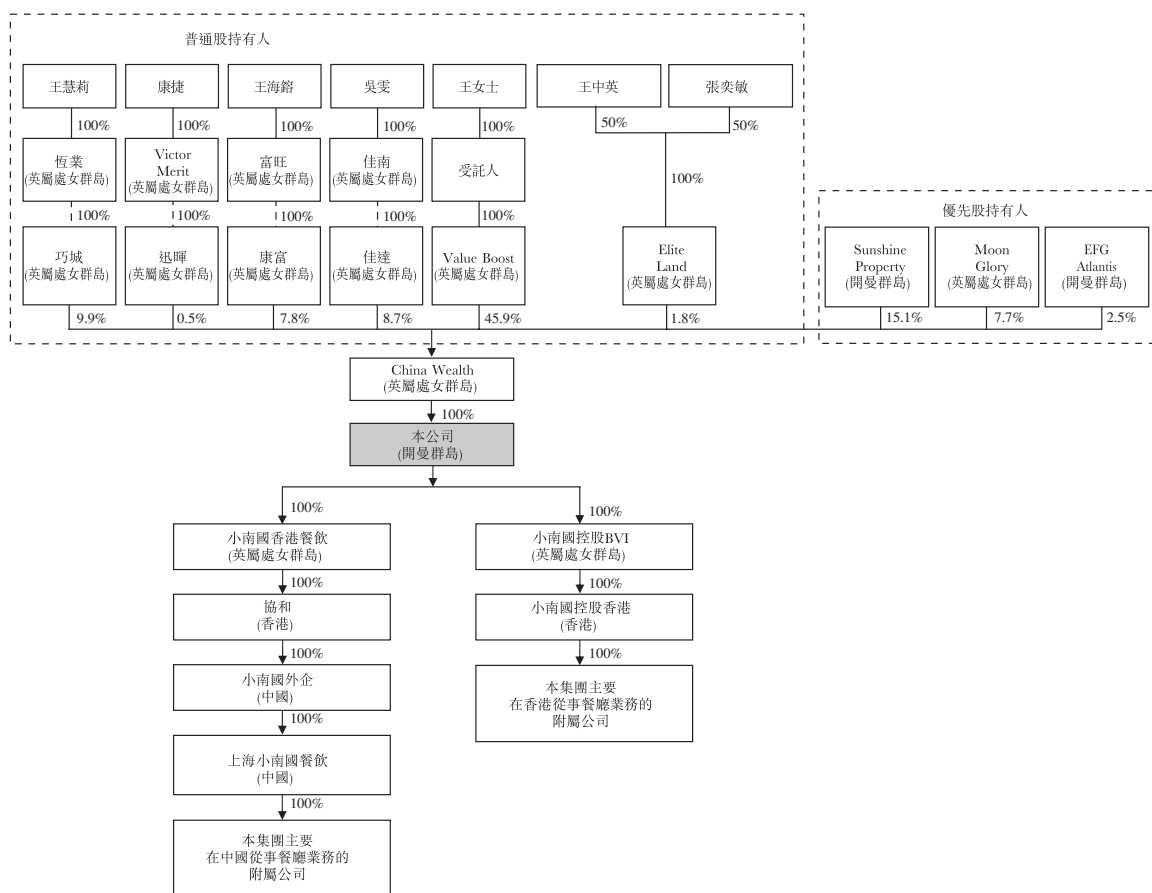 普通股持有人
王慧莉
康捷
王海鎔
吳雯
王女士
王中英
張奕敏
100%
100%
100%
100%
100%
50%
50%
恆業
(英屬處女群島)
Victor
Merit
(英屬處女群島)
富旺
(英屬處女群島)
佳南
(英屬處女群島)
受託人
100%
100%
100%
100%
100%
100%
優先股持有人
巧城
(英屬處女群島)
迅暉
(英屬處女群島)
康富
(英屬處女群島)
佳達
(英屬處女群島)
Value Boost
(英屬處女群島)
Elite
Land
(英屬處女群島)
Sunshine
Property
(開曼群島)
Moon
Glory
(英屬處女群島)
EFG
Atlantis
(開曼群島)
9.9%
0.5%
7.8%
8.7%
45.9%
1.8%
15.1%
7.7%
2.5%
China Wealth
(英屬處女群島)
100%
本公司
(開曼群島)
100%
100%
小南國香港餐飲
(英屬處女群島)
小南國控股BVI
(英屬處女群島)
100%
100%
協和
(香港)
小南國控股香港
(香港)
100%
100%
小南國外企
(中國)
本集團主要
在香港從事餐廳業務的
附屬公司
100%
上海小南國餐飲
(中國)
100%
本集團主要
在中國從事餐廳業務的
附屬公司